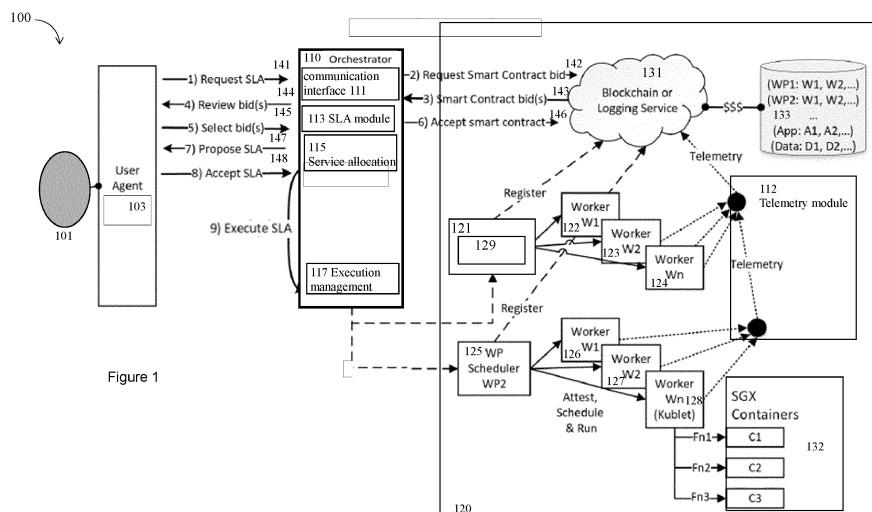 100
User
Agent
103
101
Figure 1
1) Request SLA
141
4) Review bid(s)
144
5) Select bid(s)
145
7) Propose SLA
147
8) Accept SLA
148
9) Execute SLA
110
Orchestrator
communication
interface 111
113 SLA module
115
Service allocation
117 Execution
management
2) Request Smart Contract bid
142
3) Smart Contract bid(s)
143
6) Accept smart contract
146
131
Blockchain or
Logging Service
$$$
(WP1: W1, W2,...)
(WP2: W1, W2,...)
133
...
(App: A1, A2,...)
(Data: D1, D2,...)
Register
Telemetry
112
Telemetry module
121
129
Worker
W1
122
Worker
W2
123
Worker
Wn
124
Telemetry
Register
125 WP
Scheduler
WP2
Worker
W1
126
Worker
W2
127
Worker
Wn
128
(Kublet)
Attest,
Schedule
& Run
SGX
Containers
132
Fn1
C1
Fn2
C2
Fn3
C3
120